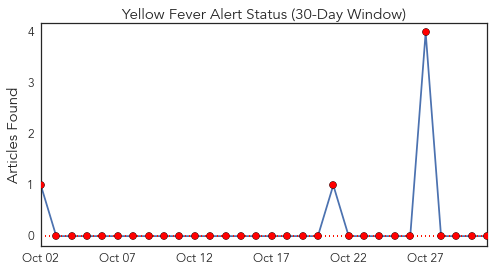 Yellow Fever Alert Status (30-Day Window)
Articles Found
4
3
2
1
0
Oct 02 Oct 07 Oct 12 Oct 17 Oct 22 Oct 27